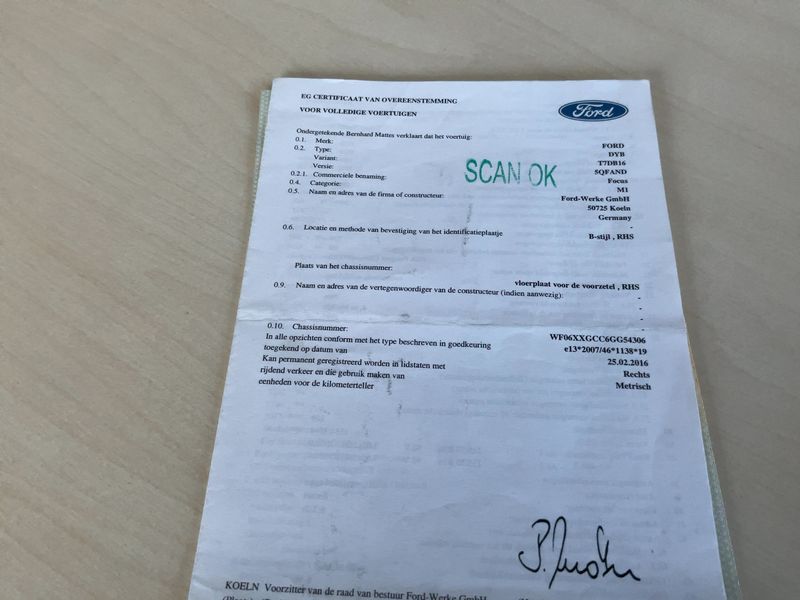 EG CERTIFICAAT VAN OVEREENSTEMMING
VOOR VOLLEDIGE VOERTUIGEN
Ford
Ondergetekende Bernhard Mattes verklaart dat het voertuig:
0.1. Merk: FORD
0.2. Type: DYB
Variant: T7DB16
Versie: 5QFAND
0.2.1. Commerciele benaming: Focus
0.4. Categorie: M1
0.5. Naam en adres van de firma of constructeur: Ford-Werke GmbH
50725 Koeln
Germany
-
SCAN OK
0.6. Locatie en methode van bevestiging van het identificatieplaatje B-stijl , RHS
Plaats van het chassisnummer: vloerplaat voor de voorzetel , RHS
0.9. Naam en adres van de vertegenwoordiger van de constructeur (indien aanwezig): -
-
-
0.10. Chassisnummer: WF06XXGCC6GG54306
In alle opzichten conform met het type beschreven in goedkeuring e13*2007/46*1138*19
toegekend op datum van 25.02.2016
Kan permanent geregistreerd worden in lidstaten met
rijdend verkeer en die gebruik maken van Rechts
eenheden voor de kilometerteller Metrisch
KOELN Voorzitter van de raad van bestuur Ford-Werke GmbH